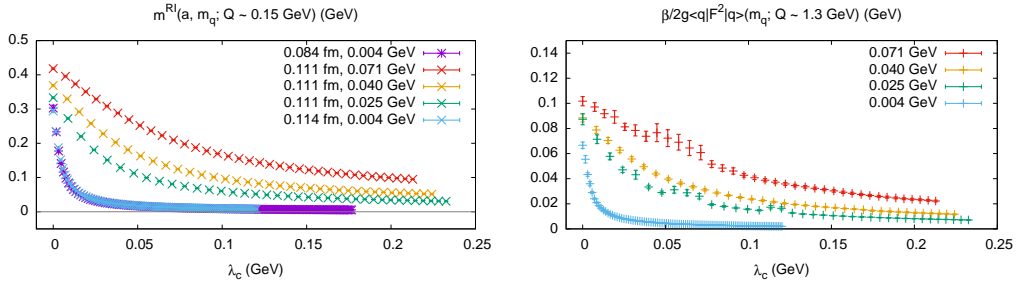 m^RI(a, m_q; Q ~ 0.15 GeV) (GeV)
0.5
0.4
0.3
0.2
0.1
0
0.084 fm, 0.004 GeV
0.111 fm, 0.071 GeV
0.111 fm, 0.040 GeV
0.111 fm, 0.025 GeV
0.114 fm, 0.004 GeV
0 0.05 0.1 0.15 0.2 0.25
λ_c (GeV)
β/2g<q|F^2|q>(m_q; Q ~ 1.3 GeV) (GeV)
0.14
0.12
0.1
0.08
0.06
0.04
0.02
0
0.071 GeV
0.040 GeV
0.025 GeV
0.004 GeV
0 0.05 0.1 0.15 0.2 0.25
λ_c (GeV)